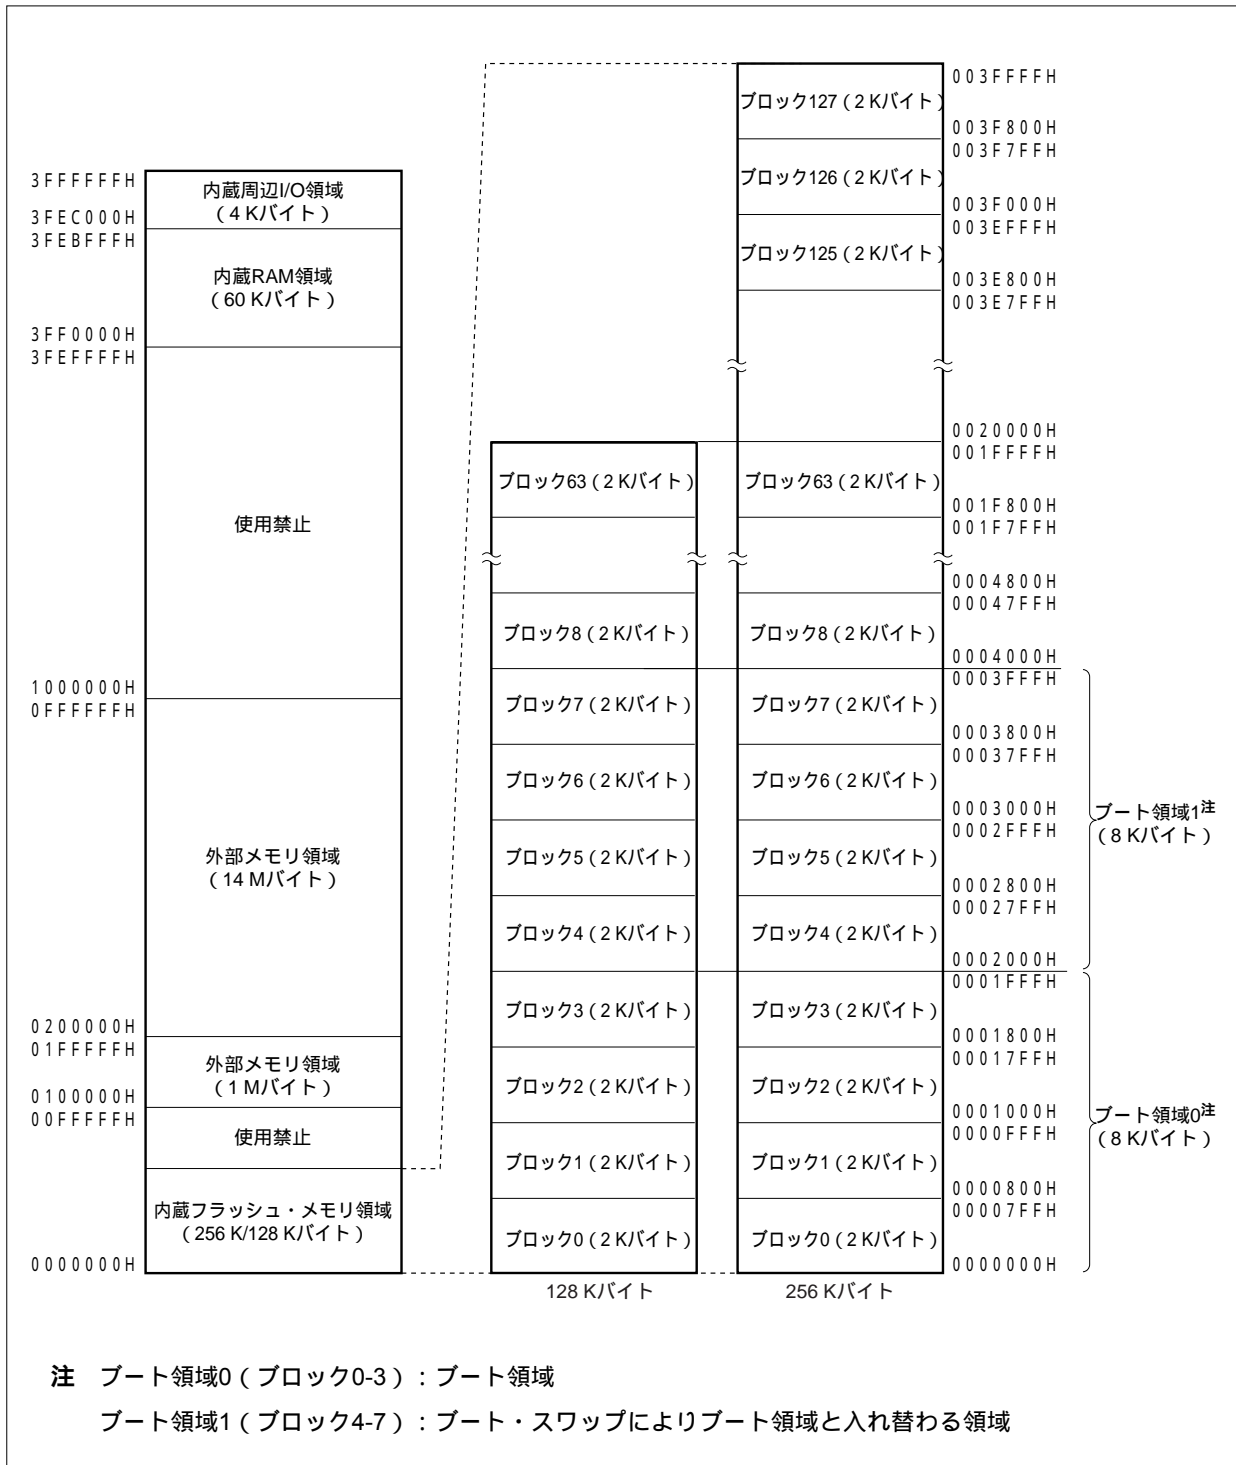 3FFFFFFH
内蔵周辺I/O領域
（4 Kバイト）
3FEC000H
3FEBFFFH
内蔵RAM領域
（60 Kバイト）
3FF0000H
3FEFFFFH
使用禁止
1000000H
0FFFFFFH
外部メモリ領域
（14 Mバイト）
0200000H
01FFFFFH
外部メモリ領域
（1 Mバイト）
0100000H
00FFFFFH
使用禁止
内蔵フラッシュ・メモリ領域
（256 K/128 Kバイト）
0000000H
ブロック63（2 Kバイト）
ブロック8（2 Kバイト）
ブロック7（2 Kバイト）
ブロック6（2 Kバイト）
ブロック5（2 Kバイト）
ブロック4（2 Kバイト）
ブロック3（2 Kバイト）
ブロック2（2 Kバイト）
ブロック1（2 Kバイト）
ブロック0（2 Kバイト）
128 Kバイト
ブロック127（2 Kバイト）
ブロック126（2 Kバイト）
ブロック125（2 Kバイト）
ブロック63（2 Kバイト）
ブロック8（2 Kバイト）
ブロック7（2 Kバイト）
ブロック6（2 Kバイト）
ブロック5（2 Kバイト）
ブロック4（2 Kバイト）
ブロック3（2 Kバイト）
ブロック2（2 Kバイト）
ブロック1（2 Kバイト）
ブロック0（2 Kバイト）
256 Kバイト
003FFFFH
003F800H
003F7FFH
003F000H
003EFFFH
003E800H
003E7FFH
0020000H
001FFFFH
001F800H
001F7FFH
0004800H
00047FFH
0004000H
0003FFFH
0003800H
00037FFH
0003000H
0002FFFH
0002800H
00027FFH
0002000H
0001FFFH
0001800H
00017FFH
0001000H
0000FFFH
0000800H
00007FFH
0000000H
ブート領域1注
（8 Kバイト）
ブート領域0注
（8 Kバイト）
注 ブート領域0（ブロック0-3）：ブート領域
ブート領域1（ブロック4-7）：ブート・スワップによりブート領域と入れ替わる領域